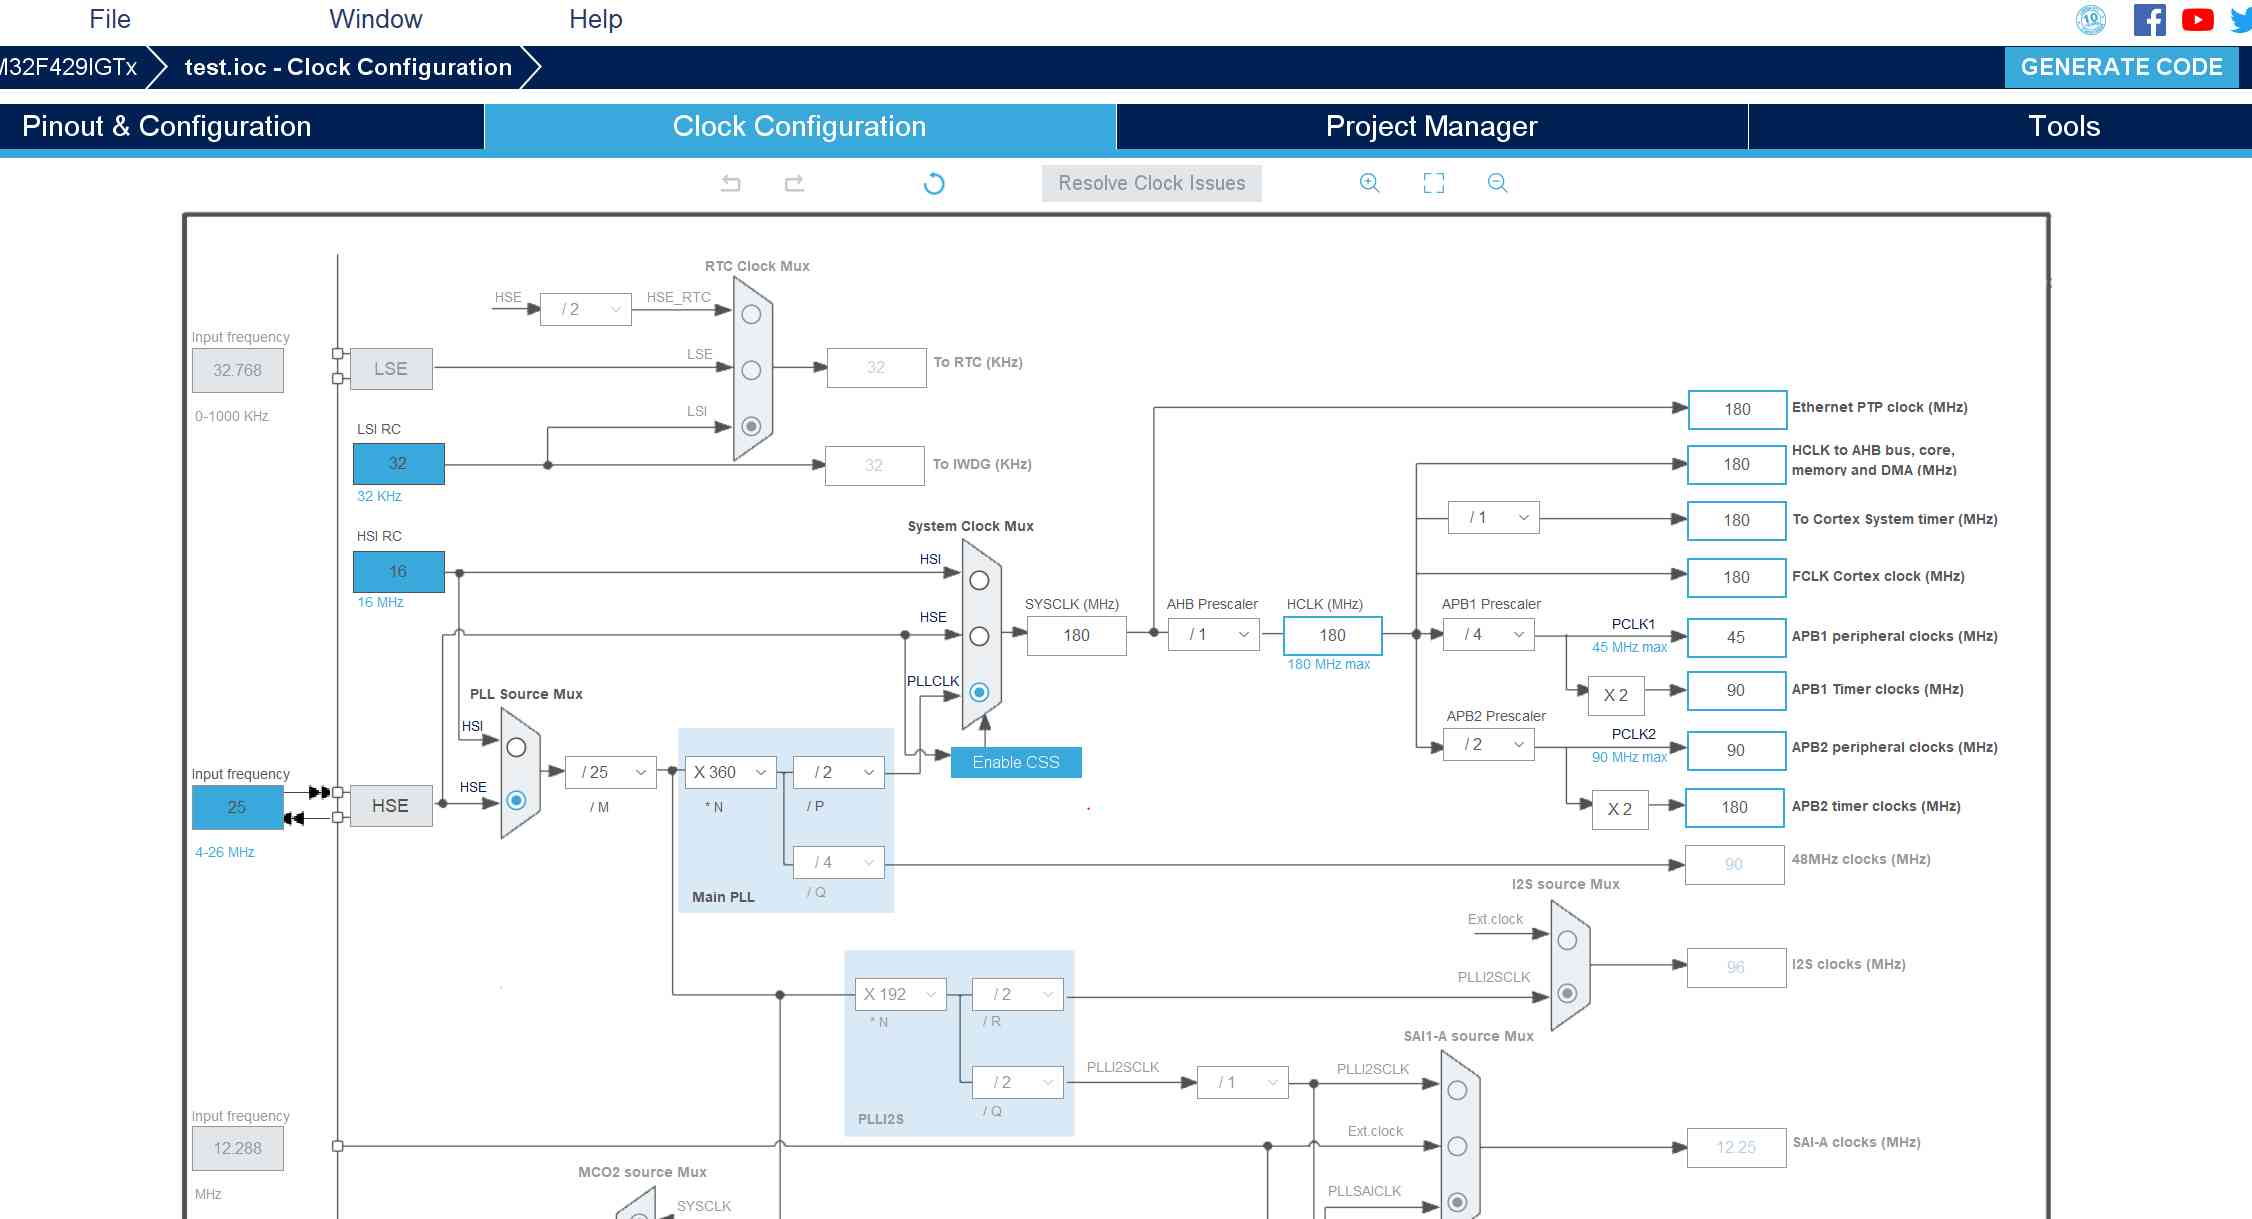 File Window Help
10
M32F429IGTx test.ioc - Clock Configuration GENERATE CODE
Pinout & Configuration Clock Configuration Project Manager Tools
Resolve Clock Issues
RTC Clock Mux
HSE / 2 HSE_RTC
Input frequency
32.768
LSE
LSE
32 To RTC (KHz)
0-1000 KHz
LSI
LSI RC
32
32 To IWDG (KHz)
32 KHz
180 Ethernet PTP clock (MHz)
180 HCLK to AHB bus, core,
memory and DMA (MHz)
/ 1 180 To Cortex System timer (MHz)
180 FCLK Cortex clock (MHz)
System Clock Mux
HSI RC
16
16 MHz
HSI
HSE
PLLCLK
SYSCLK (MHz) AHB Prescaler HCLK (MHz) APB1 Prescaler
180 / 1 180 / 4
180 MHz max
PCLK1
45 MHz max
45 APB1 peripheral clocks (MHz)
X 2 90 APB1 Timer clocks (MHz)
APB2 Prescaler
/ 2
PCLK2
90 MHz max
90 APB2 peripheral clocks (MHz)
X 2 180 APB2 timer clocks (MHz)
PLL Source Mux
HSI
HSE
Input frequency
25 HSE
4-26 MHz
/ 25 X 360 / 2
/ M * N / P
Enable CSS
/ 4
/ Q
Main PLL
90 48MHz clocks (MHz)
I2S source Mux
Ext.clock
PLLI2SCLK
96 I2S clocks (MHz)
X 192 / 2
* N / R
/ 2
/ Q
PLLI2S
PLLI2SCLK / 1 PLLI2SCLK
SAI1-A source Mux
Ext.clock
PLLSAICLK
12.25 SAI-A clocks (MHz)
Input frequency
12.288
MHz
MCO2 source Mux
SYSCLK